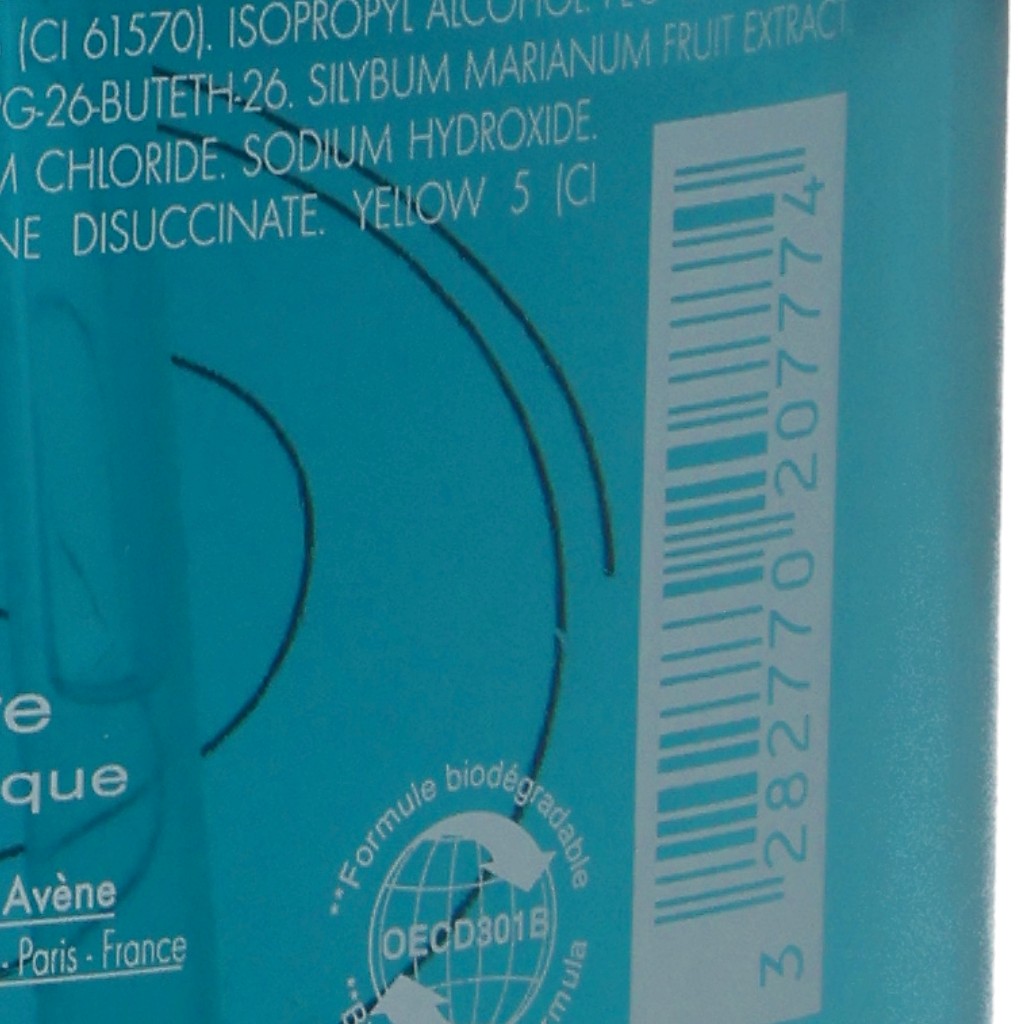 (CI 61570). ISOPROPYL ALCOHOL.
PG-26-BUTETH-26. SILYBUM MARIANUM FRUIT EXTRACT.
M CHLORIDE. SODIUM HYDROXIDE.
NE DISUCCINATE. YELLOW 5 (CI
3 282770 207774
ve
que
Avène
- Paris - France
**Formule biodégradable
OECD301B